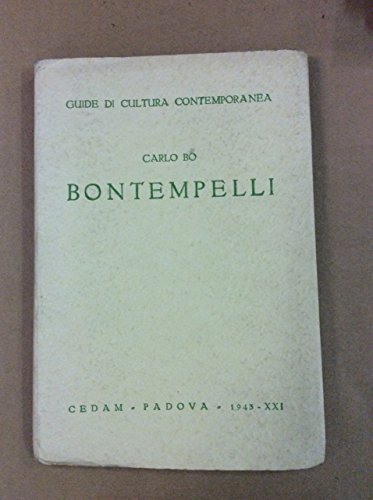 GUIDE DI CULTURA CONTEMPORANEA
CARLO BO
BONTEMPELLI
CEDAM - PADOVA - 1943-XXI